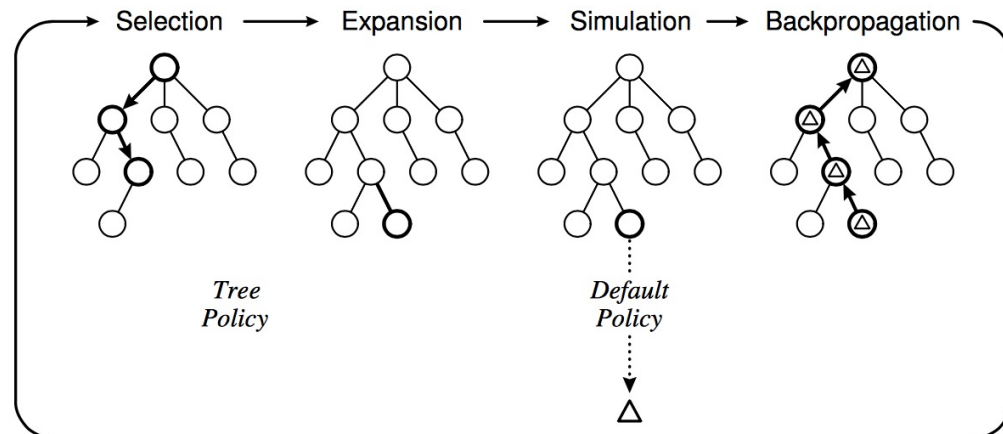 Selection Expansion Simulation Backpropagation
Tree Default
Policy Policy